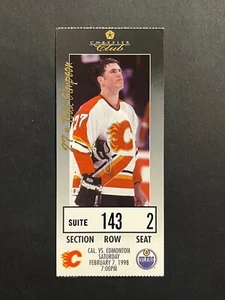 CHRYSLER
Club
SUITE 143 2
SECTION ROW SEAT
CAL. VS. EDMONTON
SATURDAY
FEBRUARY 7, 1998
7:00PM